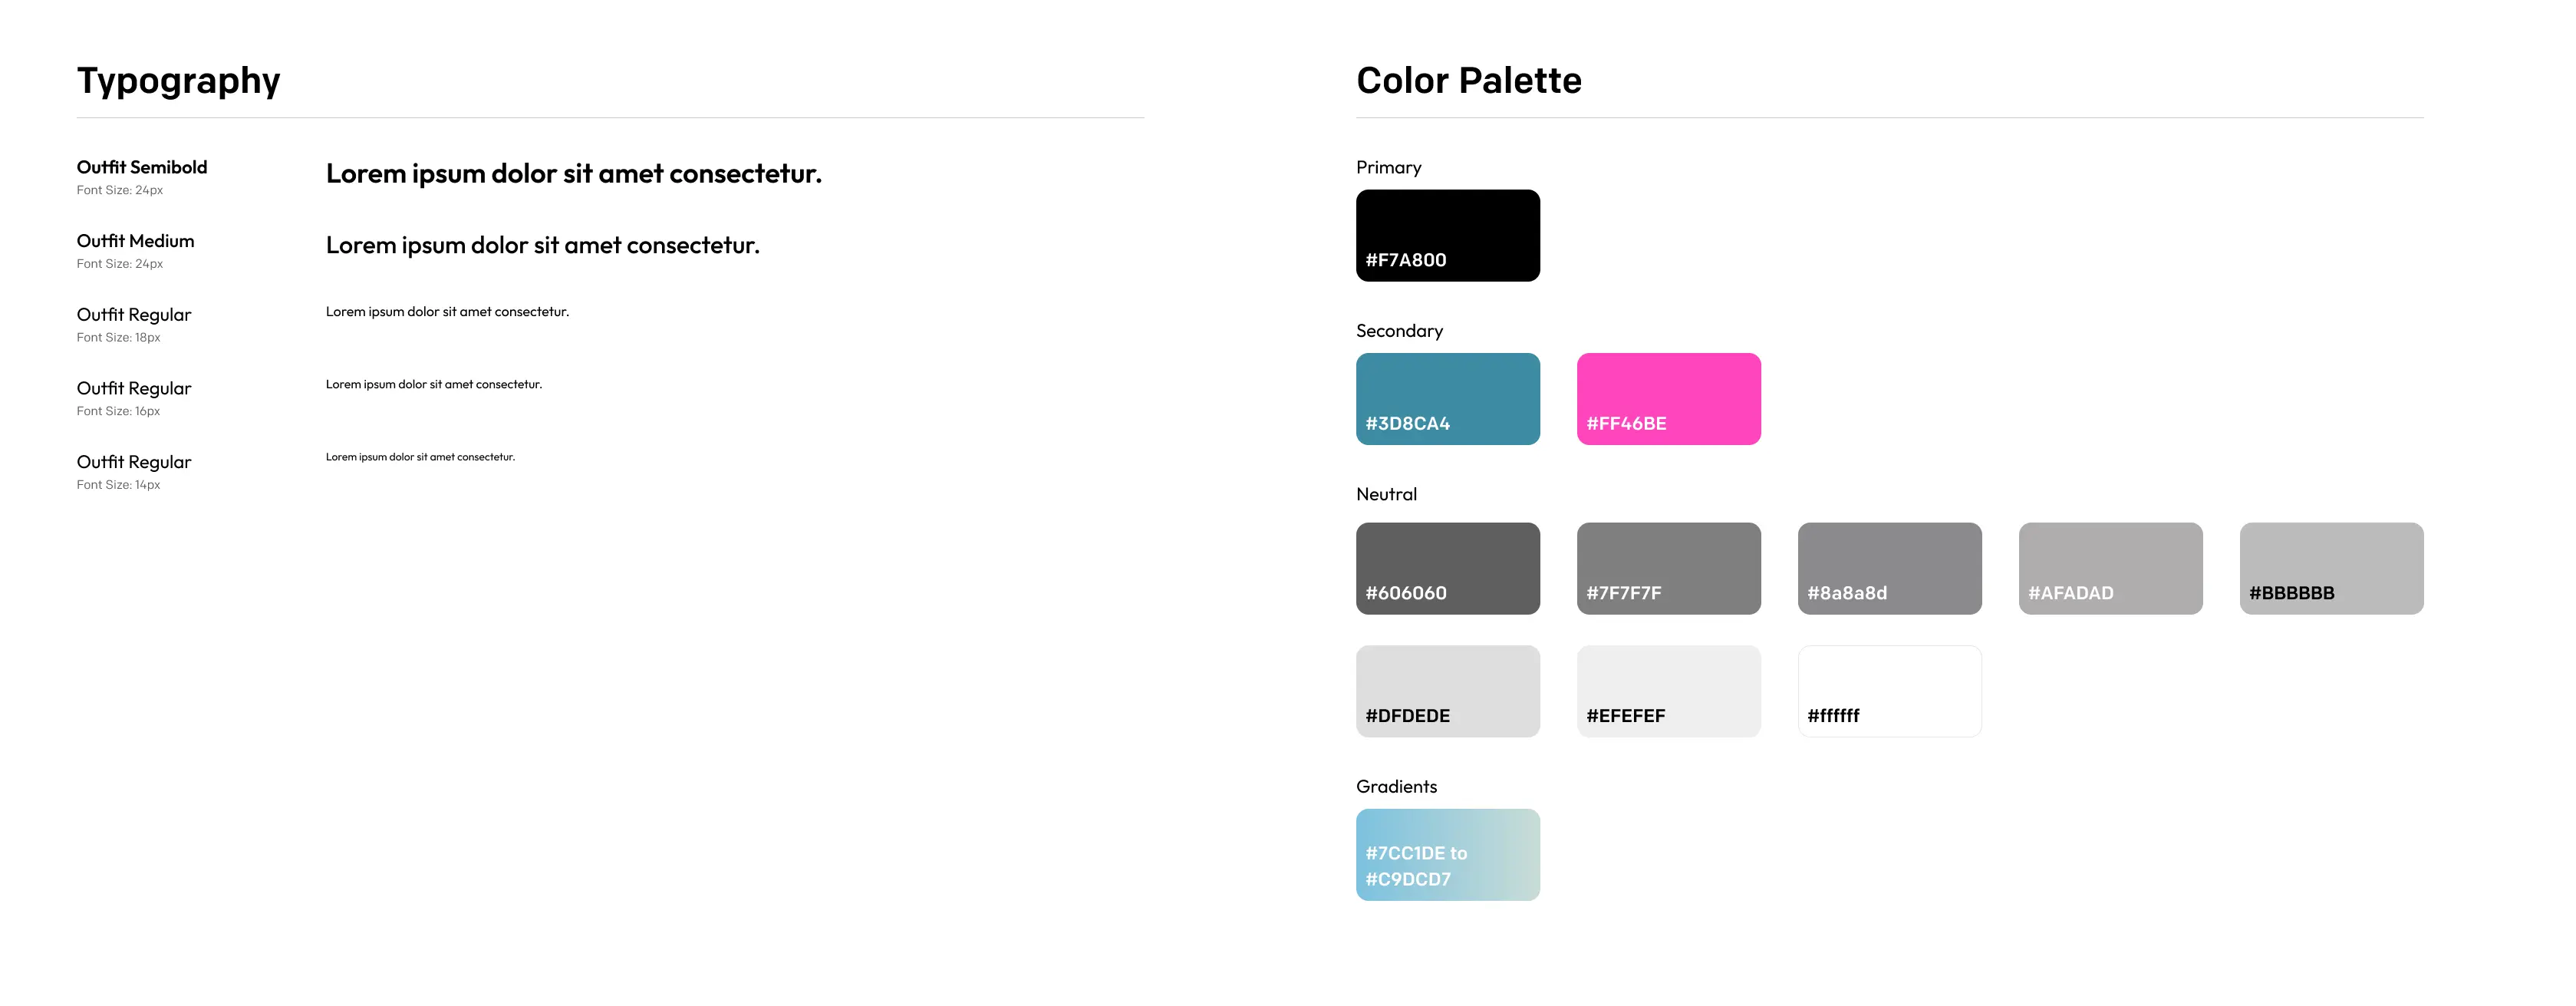 Typography
Outfit Semibold
Font Size: 24px
Lorem ipsum dolor sit amet consectetur.
Outfit Medium
Font Size: 24px
Lorem ipsum dolor sit amet consectetur.
Outfit Regular
Font Size: 18px
Lorem ipsum dolor sit amet consectetur.
Outfit Regular
Font Size: 16px
Lorem ipsum dolor sit amet consectetur.
Outfit Regular
Font Size: 14px
Lorem ipsum dolor sit amet consectetur.
Color Palette
Primary
#F7A800
Secondary
#3D8CA4
#FF46BE
Neutral
#606060
#7F7F7F
#8a8a8d
#AFADAD
#BBBBBB
#DFDEDE
#EFEFEF
#ffffff
Gradients
#7CC1DE to
#C9DCD7